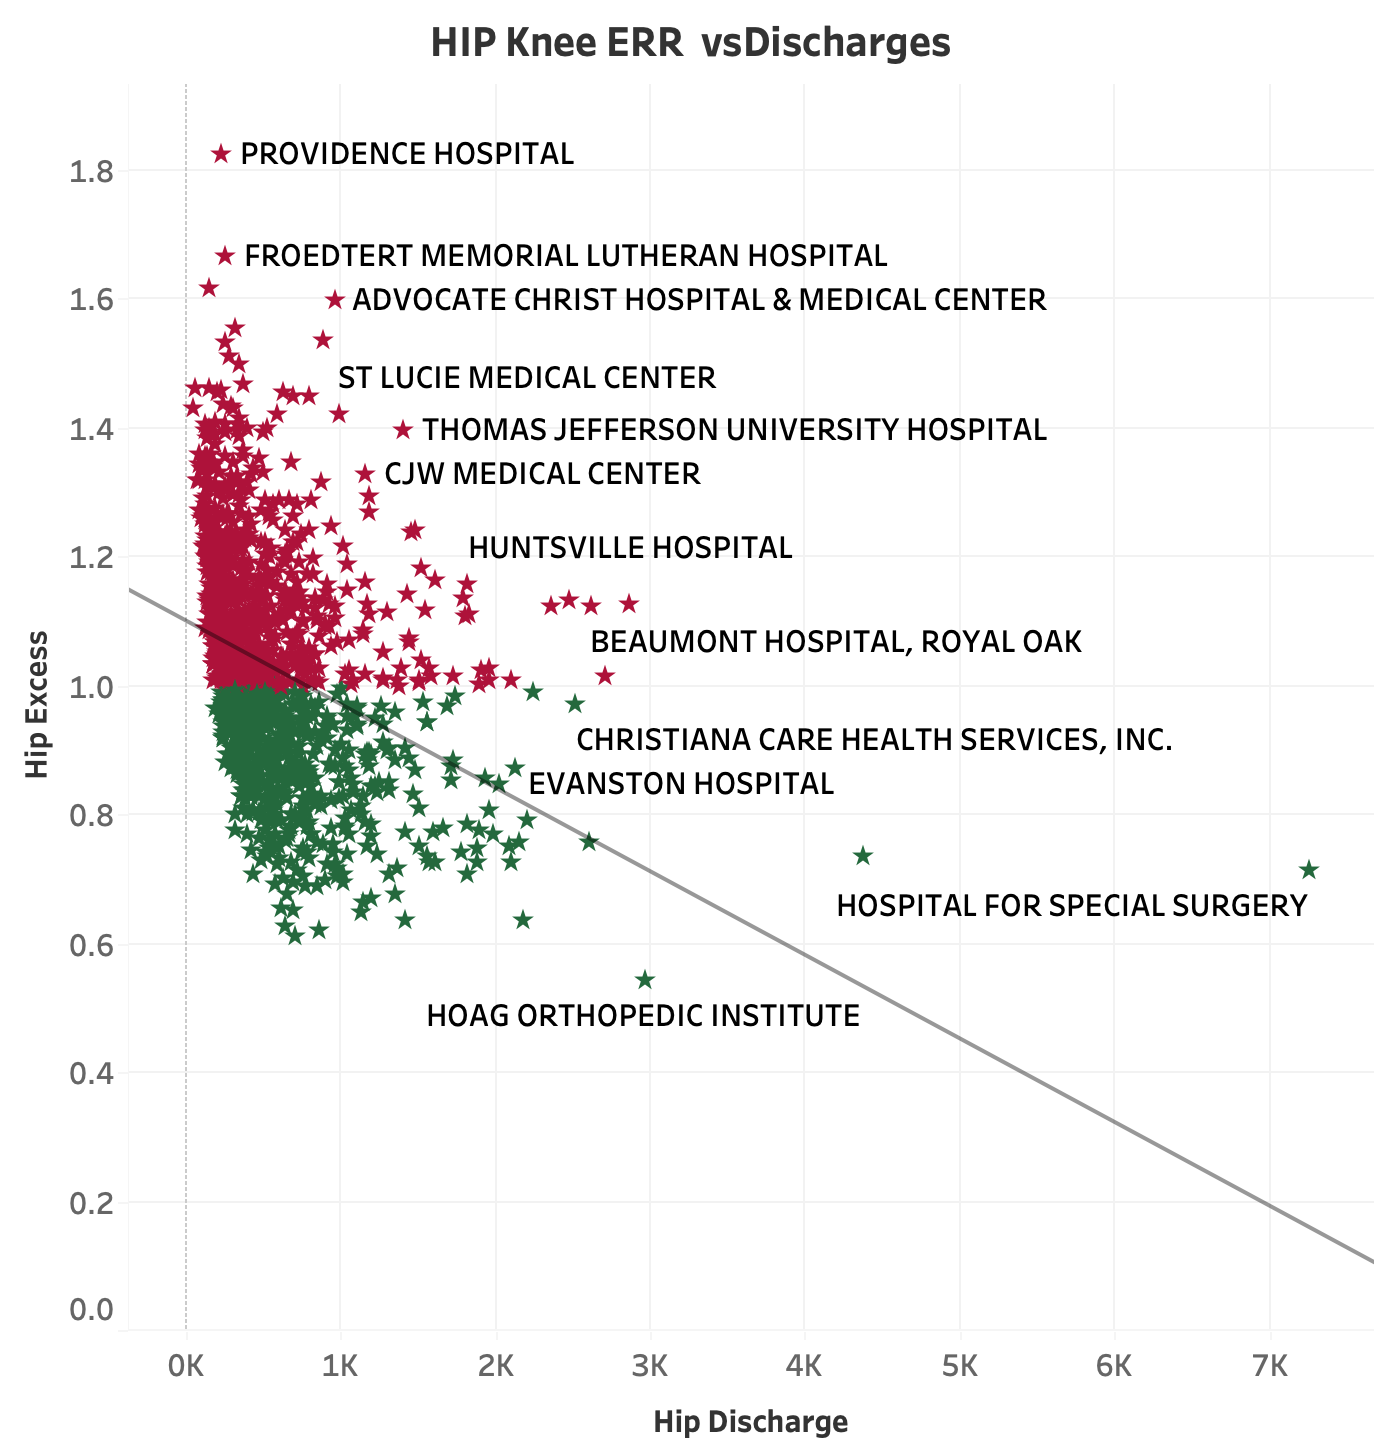 HIP Knee ERR  vsDischarges
PROVIDENCE HOSPITAL
1.8
FROEDTERT MEMORIAL LUTHERAN HOSPITAL
1.6
ADVOCATE CHRIST HOSPITAL & MEDICAL CENTER
ST LUCIE MEDICAL CENTER
1.4
THOMAS JEFFERSON UNIVERSITY HOSPITAL
CJW MEDICAL CENTER
HUNTSVILLE HOSPITAL
1.2
BEAUMONT HOSPITAL, ROYAL OAK
1.0
Hip Excess
CHRISTIANA CARE HEALTH SERVICES, INC.
EVANSTON HOSPITAL
0.8
HOSPITAL FOR SPECIAL SURGERY
0.6
HOAG ORTHOPEDIC INSTITUTE
0.4
0.2
0.0
0K 1K 2K 3K 4K 5K 6K 7K
Hip Discharge